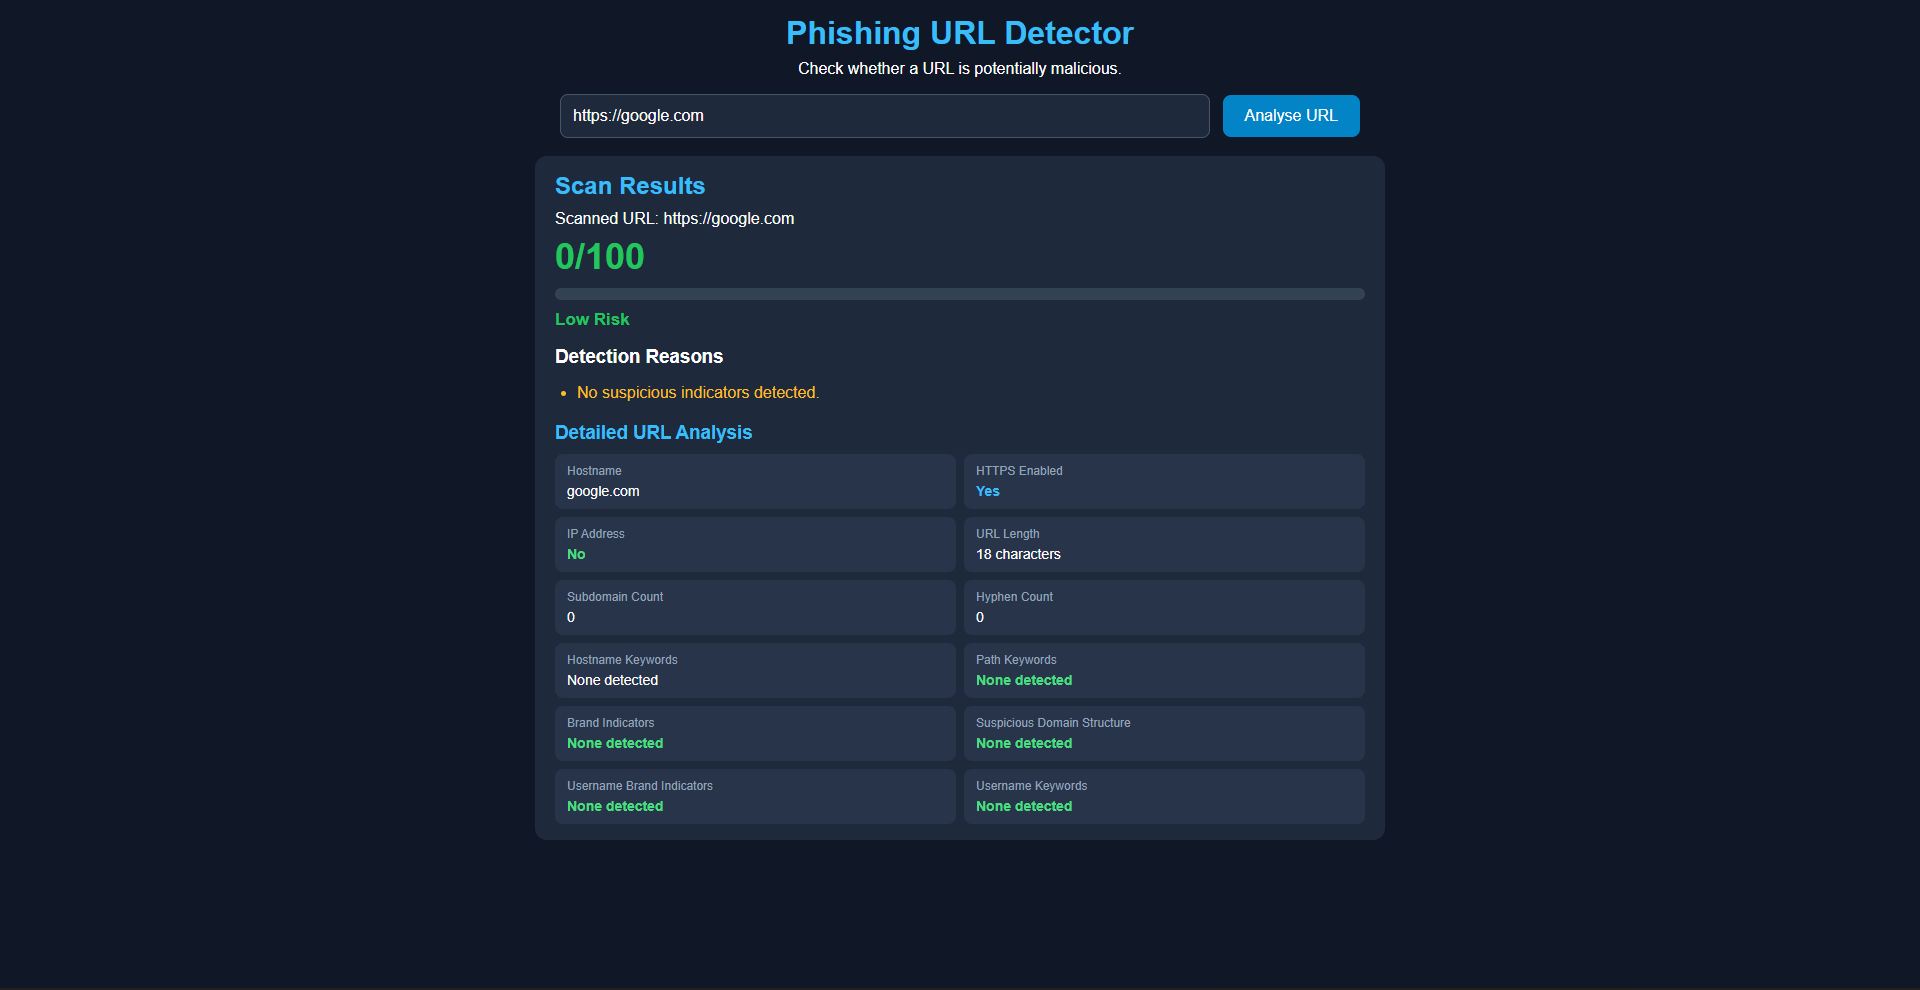 Phishing URL Detector
Check whether a URL is potentially malicious.
https://google.com
Analyse URL
Scan Results
Scanned URL: https://google.com
0/100
Low Risk
Detection Reasons
• No suspicious indicators detected.
Detailed URL Analysis
Hostname
google.com
HTTPS Enabled
Yes
IP Address
No
URL Length
18 characters
Subdomain Count
0
Hyphen Count
0
Hostname Keywords
None detected
Path Keywords
None detected
Brand Indicators
None detected
Suspicious Domain Structure
None detected
Username Brand Indicators
None detected
Username Keywords
None detected